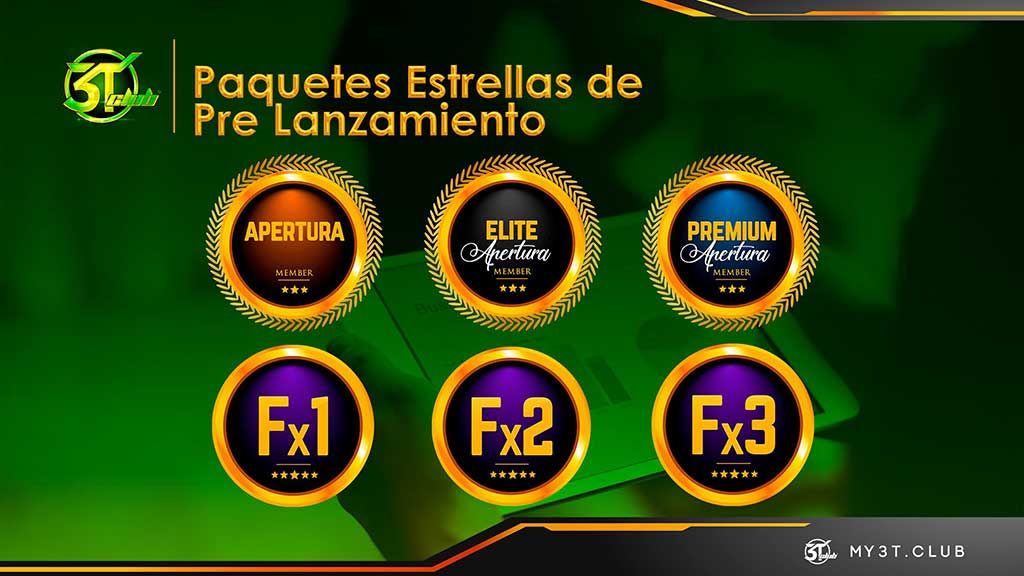 3T club
Paquetes Estrellas de
Pre Lanzamiento
APERTURA
MEMBER
ELITE
Apertura
MEMBER
PREMIUM
Apertura
MEMBER
Fx1
Fx2
Fx3
3T club
MY3T.CLUB